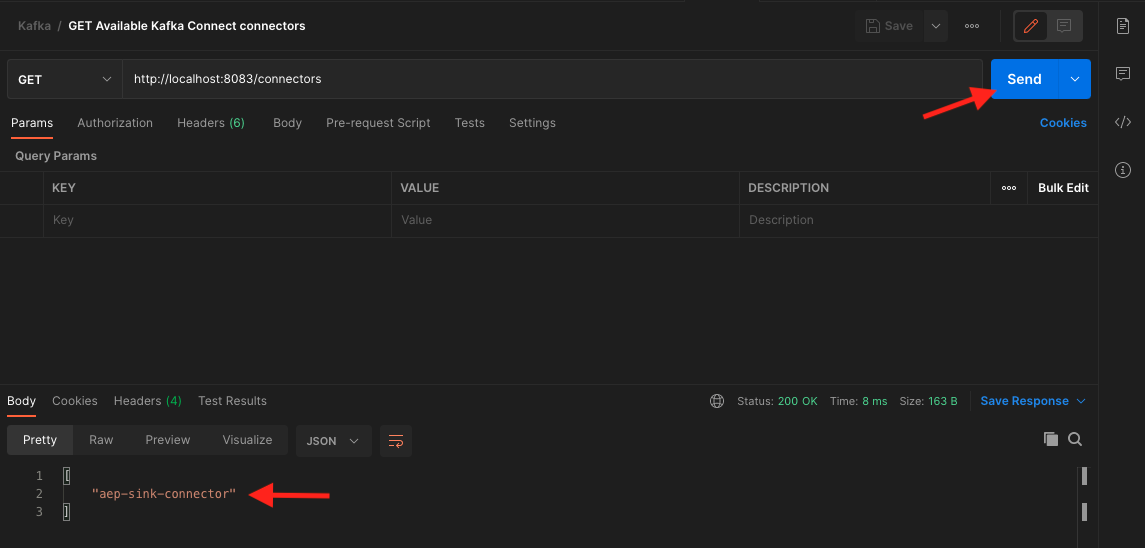 Kafka / GET Available Kafka Connect connectors
Save
GET http://localhost:8083/connectors Send
Params Authorization Headers (6) Body Pre-request Script Tests Settings Cookies
Query Params
KEY VALUE DESCRIPTION Bulk Edit
Key Value Description
Body Cookies Headers (4) Test Results Status: 200 OK Time: 8 ms Size: 163 B Save Response
Pretty Raw Preview Visualize JSON
1 [
2 "aep-sink-connector"
3 ]